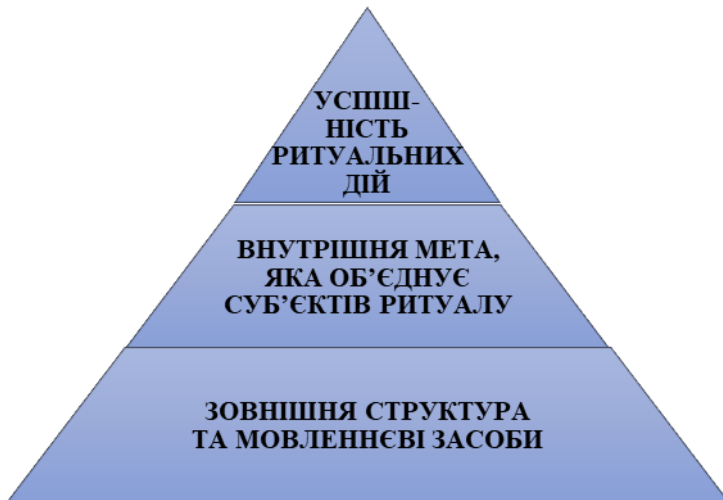 УСПІШ-
НІСТЬ
РИТУАЛЬНИХ
ДІЙ
ВНУТРІШНЯ МЕТА,
ЯКА ОБ’ЄДНУЄ
СУБ’ЄКТІВ РИТУАЛУ
ЗОВНІШНЯ СТРУКТУРА
ТА МОВЛЕННЄВІ ЗАСОБИ